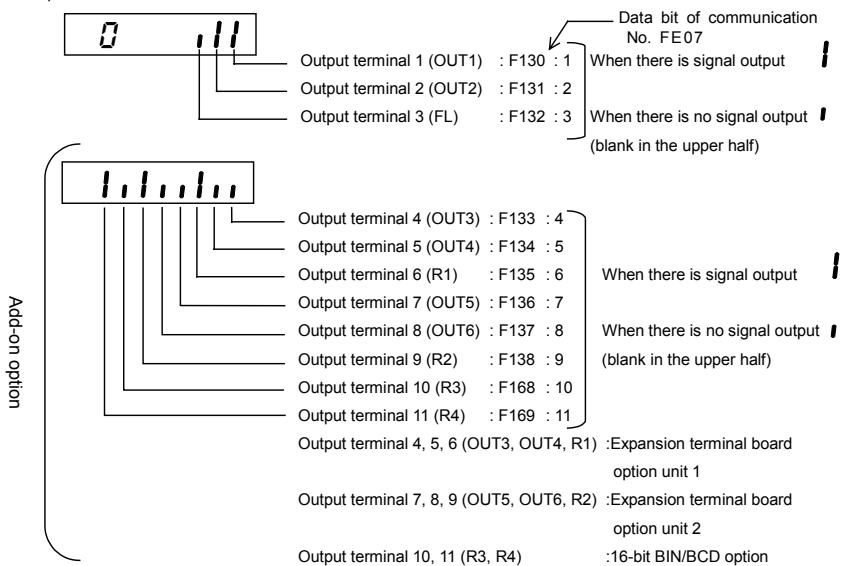 Data bit of communication
No. FE07
0 ,11
Output terminal 1 (OUT1) : F130 : 1 When there is signal output
Output terminal 2 (OUT2) : F131 : 2
Output terminal 3 (FL) : F132 : 3 When there is no signal output
(blank in the upper half)
Output terminal 4 (OUT3) : F133 : 4
Output terminal 5 (OUT4) : F134 : 5
Output terminal 6 (R1) : F135 : 6 When there is signal output
Output terminal 7 (OUT5) : F136 : 7
Output terminal 8 (OUT6) : F137 : 8 When there is no signal output
Output terminal 9 (R2) : F138 : 9 (blank in the upper half)
Output terminal 10 (R3) : F168 : 10
Output terminal 11 (R4) : F169 : 11
Output terminal 4, 5, 6 (OUT3, OUT4, R1) :Expansion terminal board
option unit 1
Output terminal 7, 8, 9 (OUT5, OUT6, R2) :Expansion terminal board
option unit 2
Output terminal 10, 11 (R3, R4) :16-bit BIN/BCD option
Add-on option